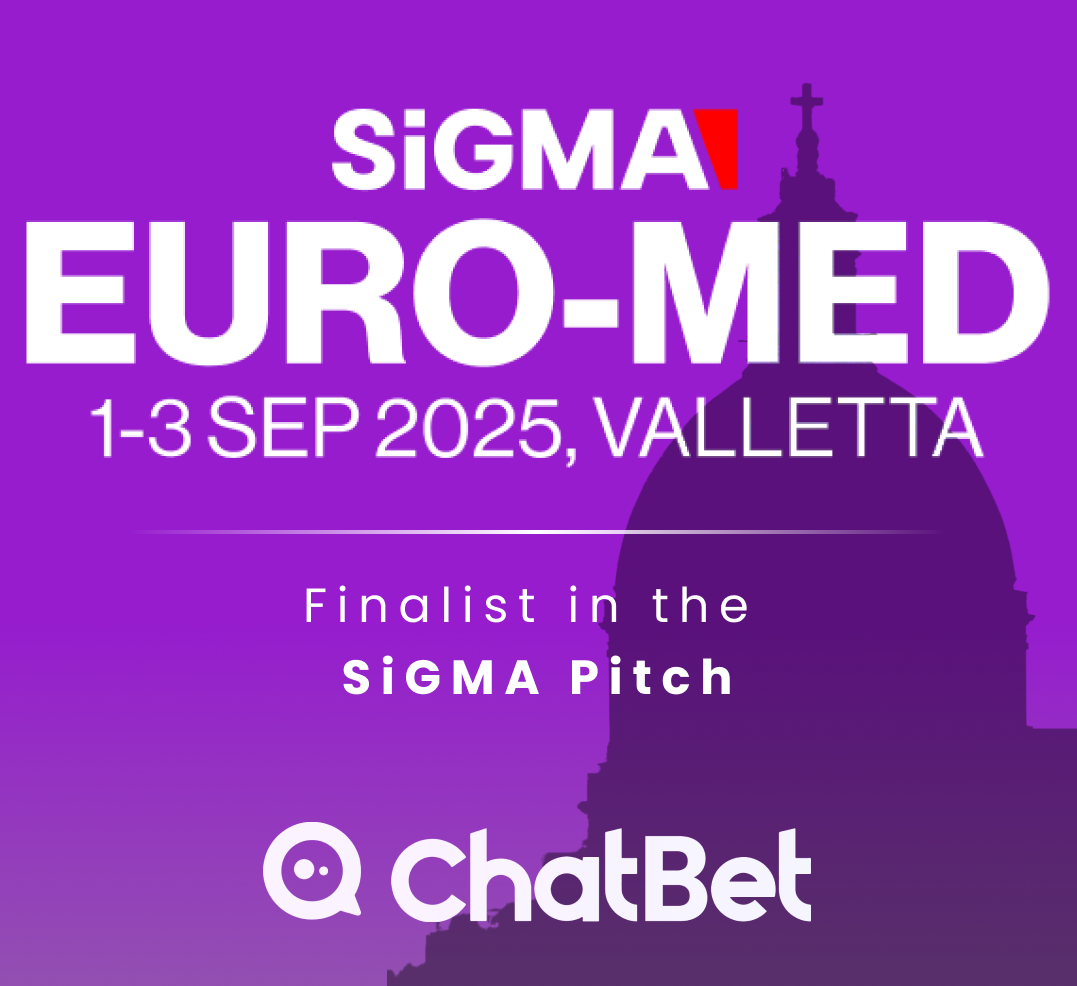 SiGMA
EURO-MED
1-3 SEP 2025, VALLETTA
Finalist in the
SiGMA Pitch
ChatBet